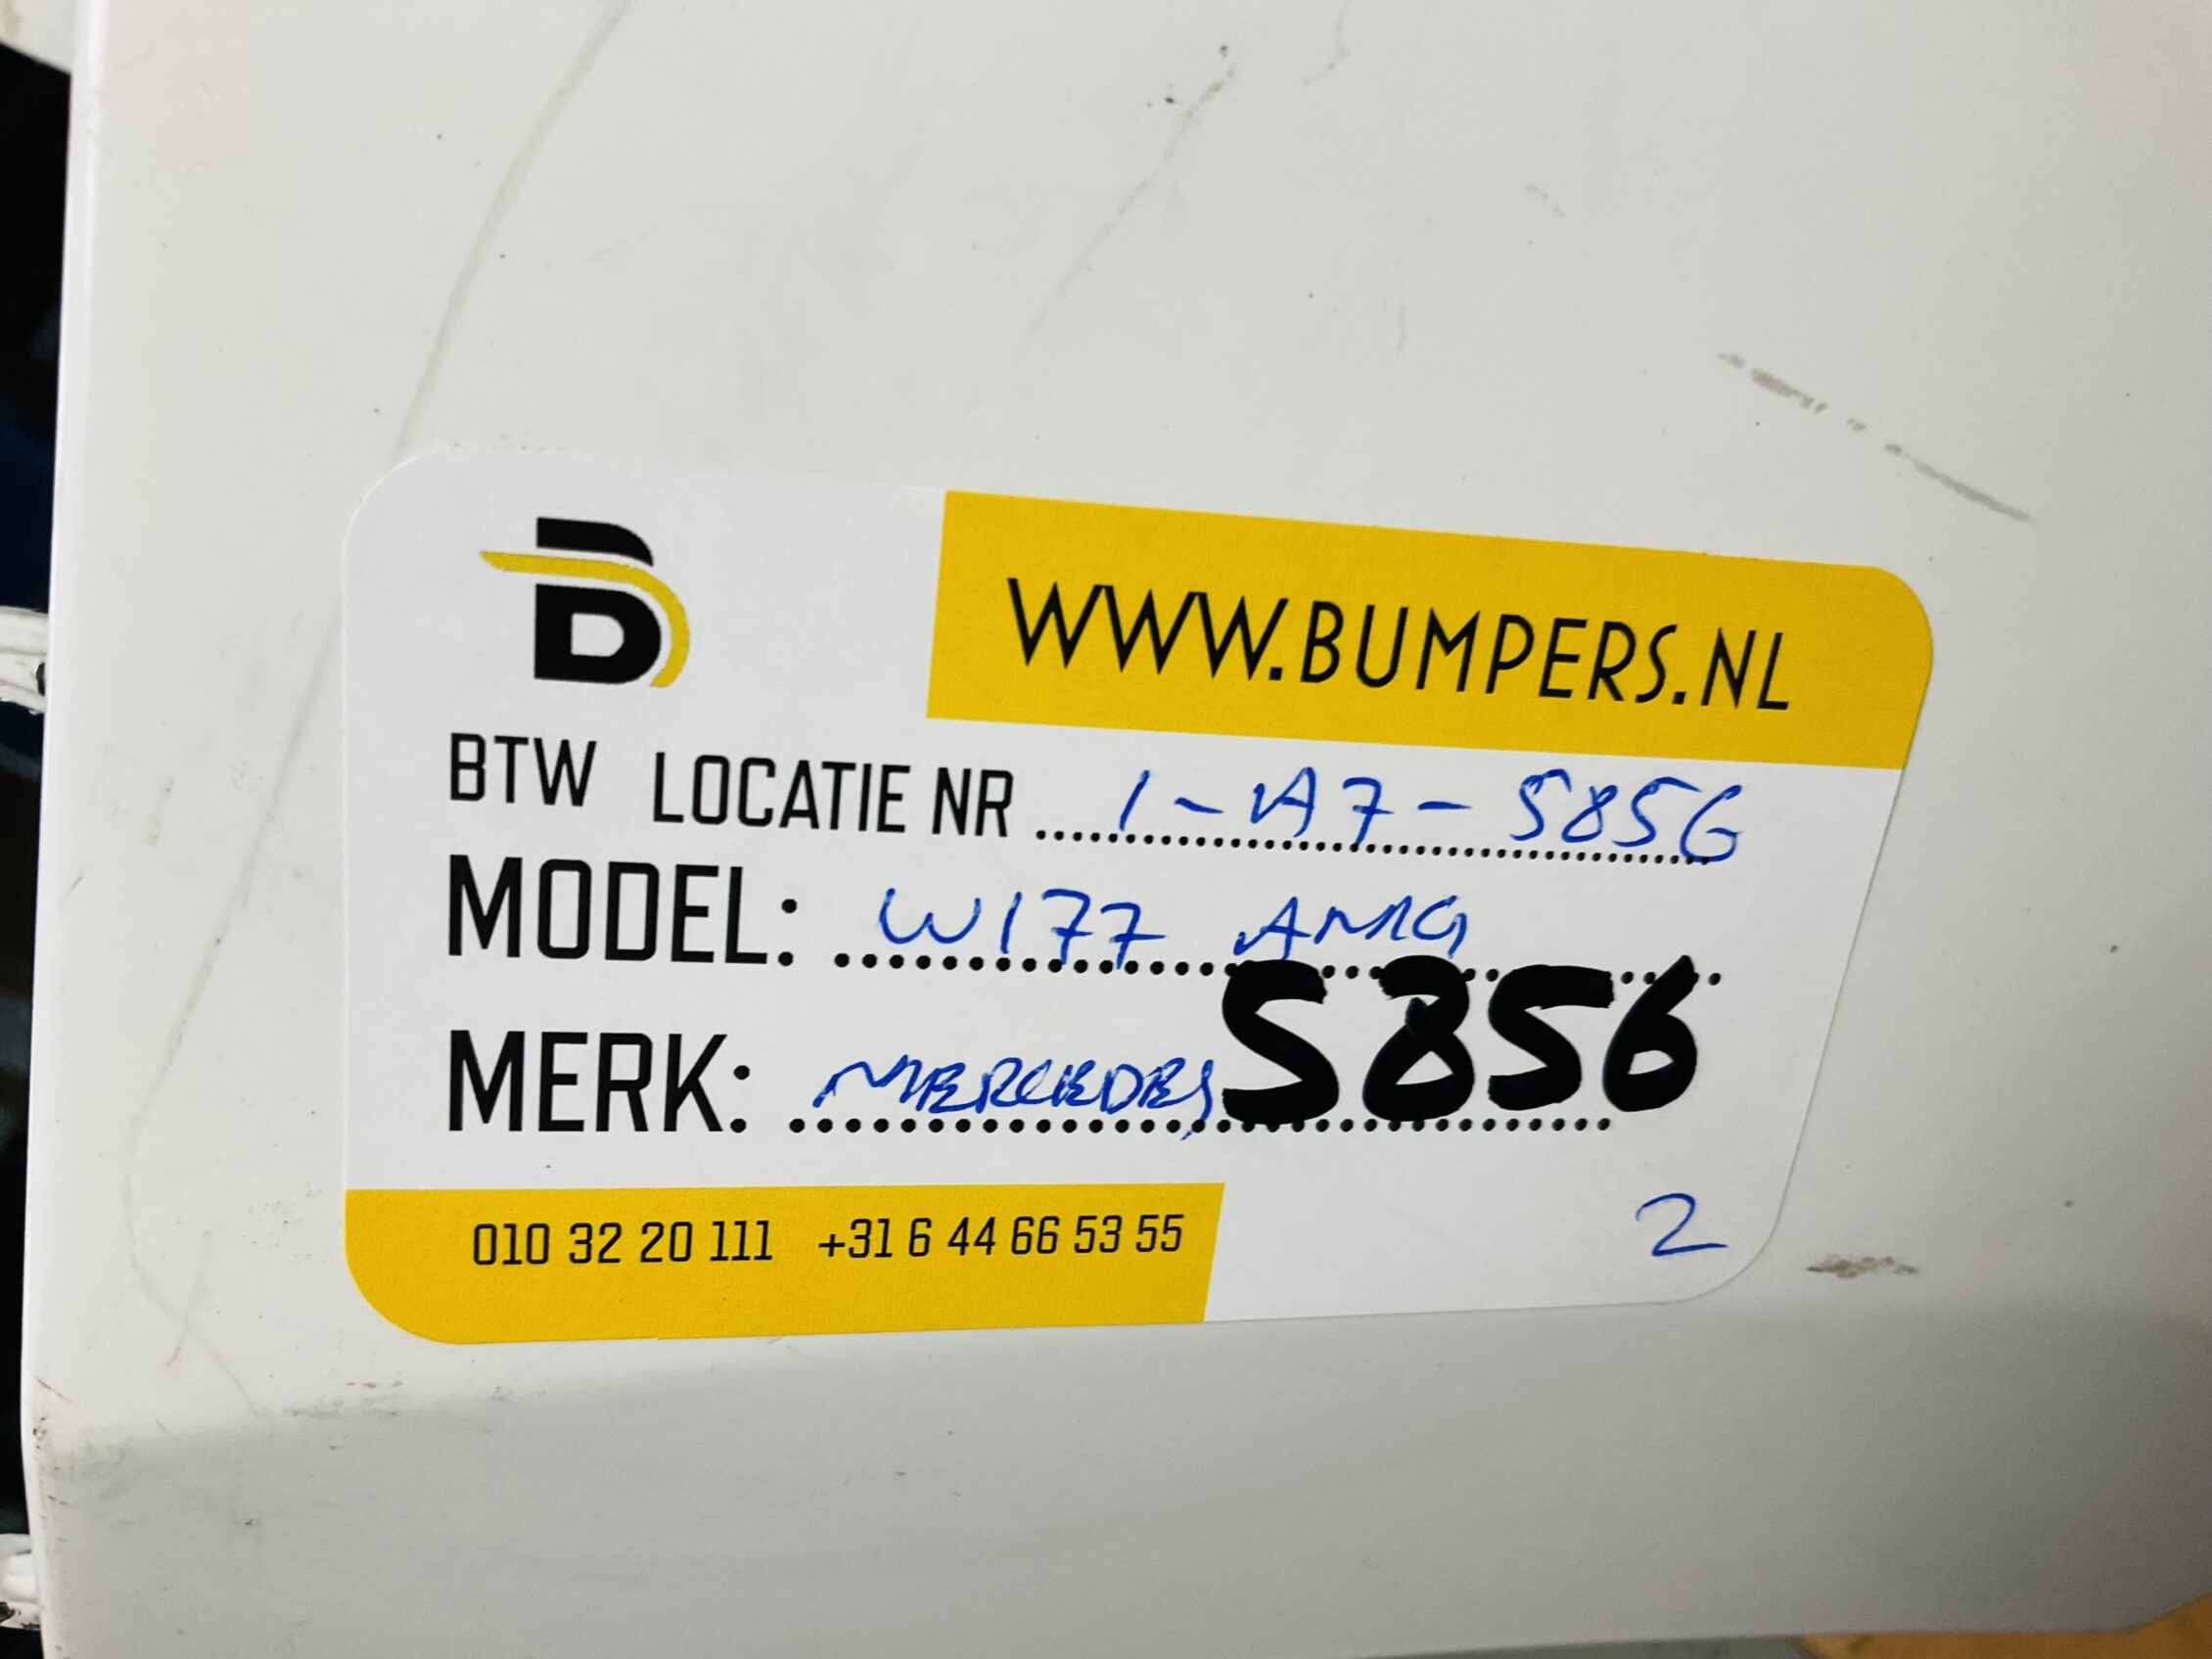 B
WWW.BUMPERS.NL
BTW LOCATIE NR 1-A7-5856
MODEL: W177 AMG
MERK: MERCEDES 5856
2
010 32 20 111 +31 6 44 66 53 55